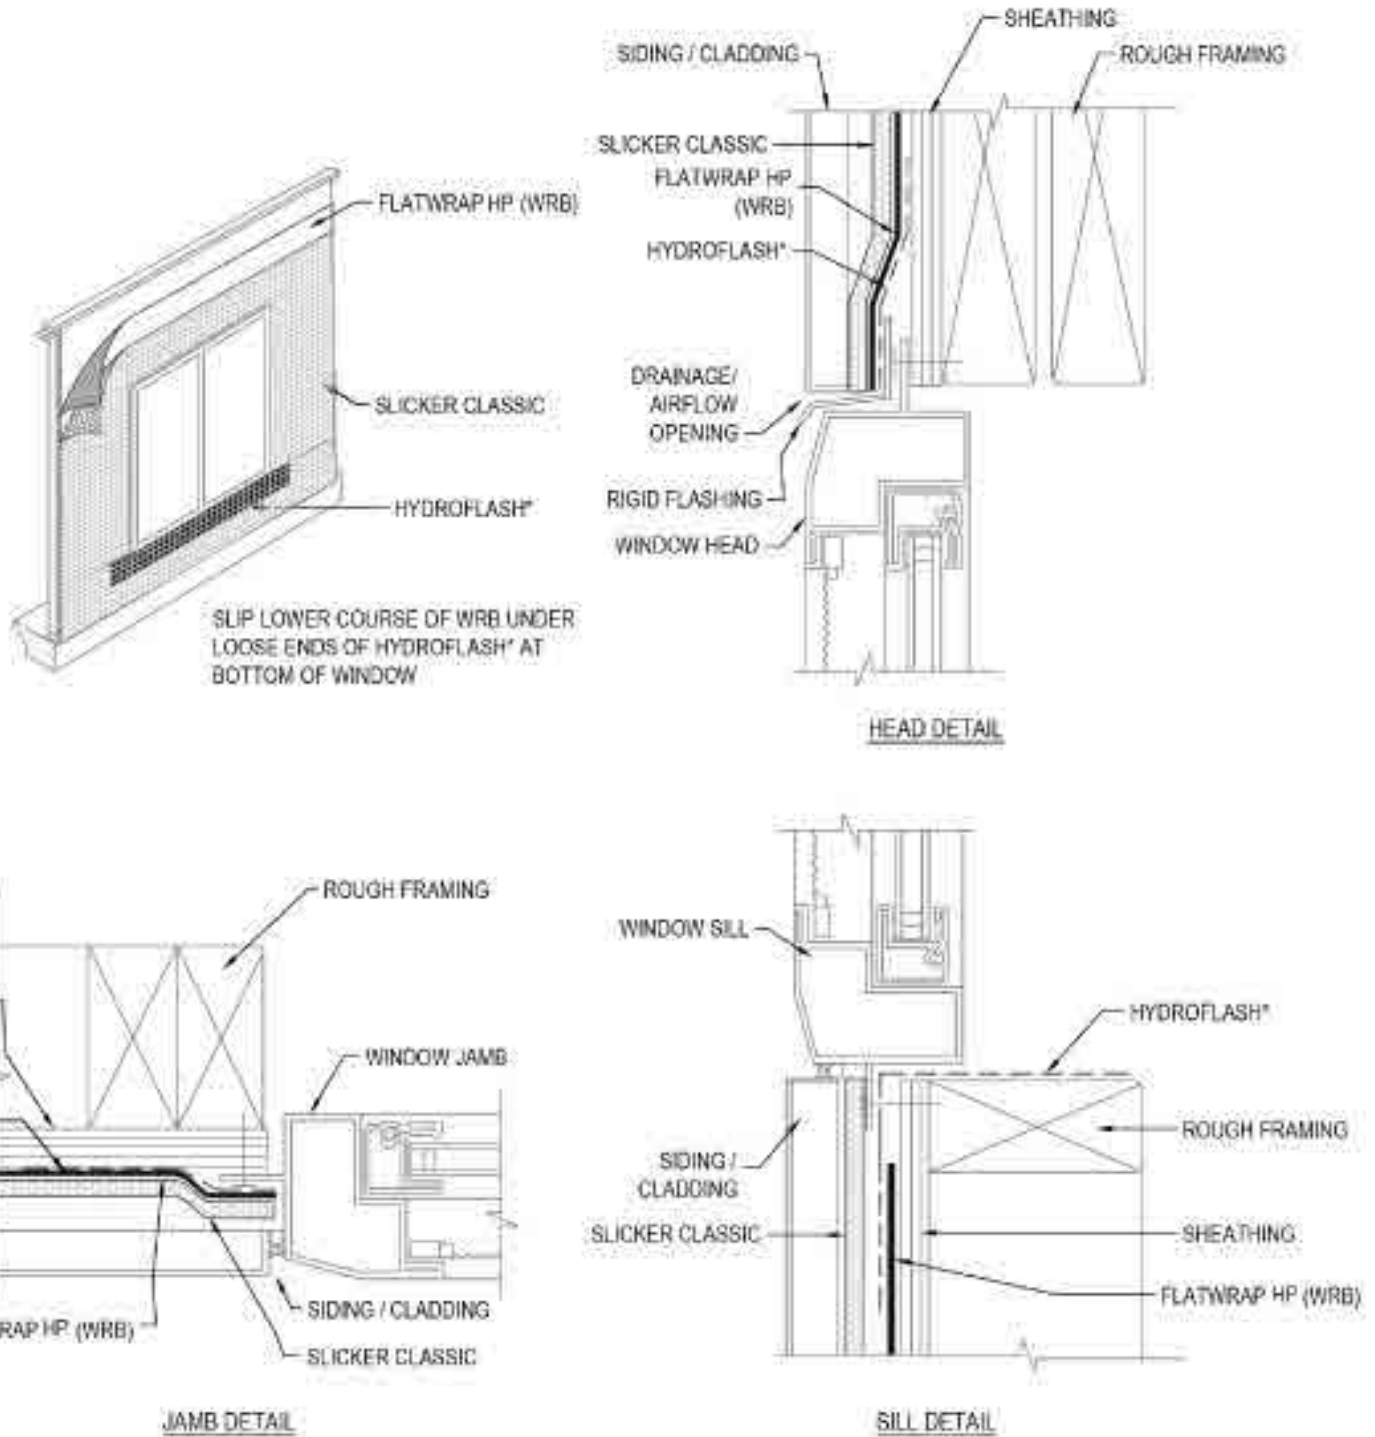 FLATWRAP HP (WRB)
SLICKER CLASSIC
HYDROFLASH*
SLIP LOWER COURSE OF WRB UNDER
LOOSE ENDS OF HYDROFLASH* AT
BOTTOM OF WINDOW
SHEATHING
SIDING / CLADDING
ROUGH FRAMING
SLICKER CLASSIC
FLATWRAP HP
(WRB)
HYDROFLASH*
DRAINAGE/
AIRFLOW
OPENING
RIGID FLASHING
WINDOW HEAD
HEAD DETAIL
ROUGH FRAMING
WINDOW JAMB
SIDING / CLADDING
RAP HP (WRB)
SLICKER CLASSIC
JAMB DETAIL
WINDOW SILL
HYDROFLASH*
ROUGH FRAMING
SIDING /
CLADDING
SLICKER CLASSIC
SHEATHING
FLATWRAP HP (WRB)
SILL DETAIL